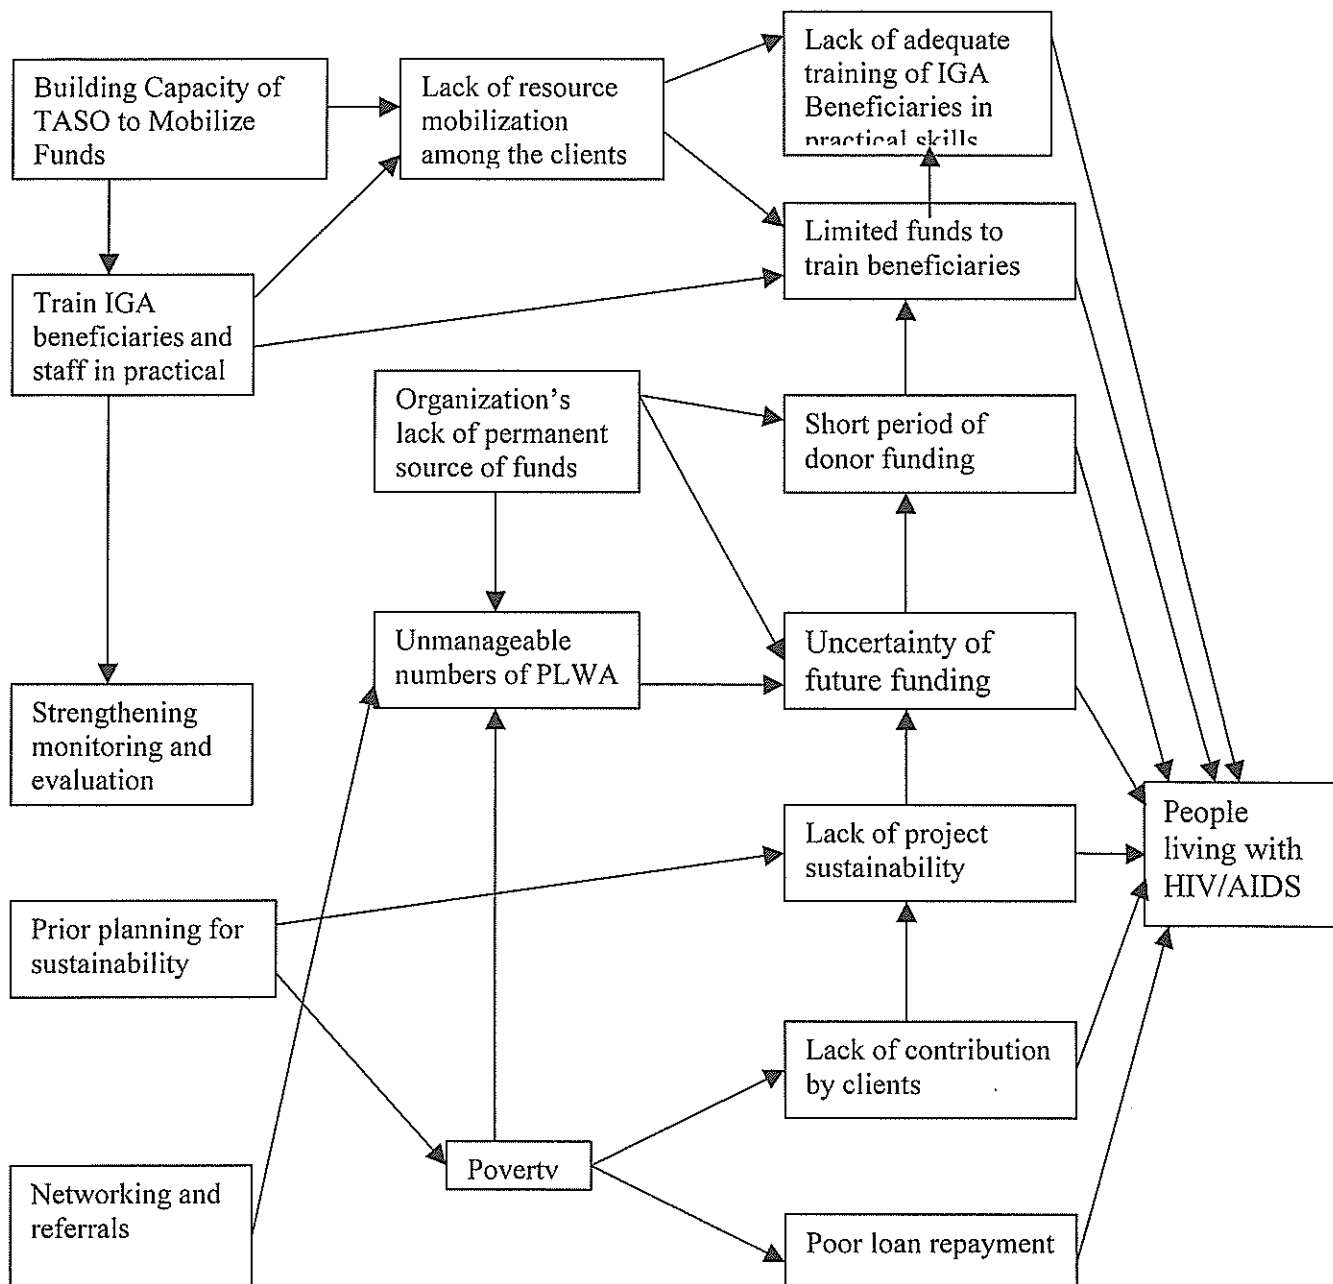 Building Capacity of
TASO to Mobilize
Funds
Lack of resource
mobilization
among the clients
Lack of adequate
training of IGA
Beneficiaries in
practical skills
Limited funds to
train beneficiaries
Train IGA
beneficiaries and
staff in practical
Organization's
lack of permanent
source of funds
Short period of
donor funding
Unmanageable
numbers of PLWA
Uncertainty of
future funding
Strengthening
monitoring and
evaluation
Lack of project
sustainability
People
living with
HIV/AIDS
Prior planning for
sustainability
Lack of contribution
by clients
Poverty
Networking and
referrals
Poor loan repayment